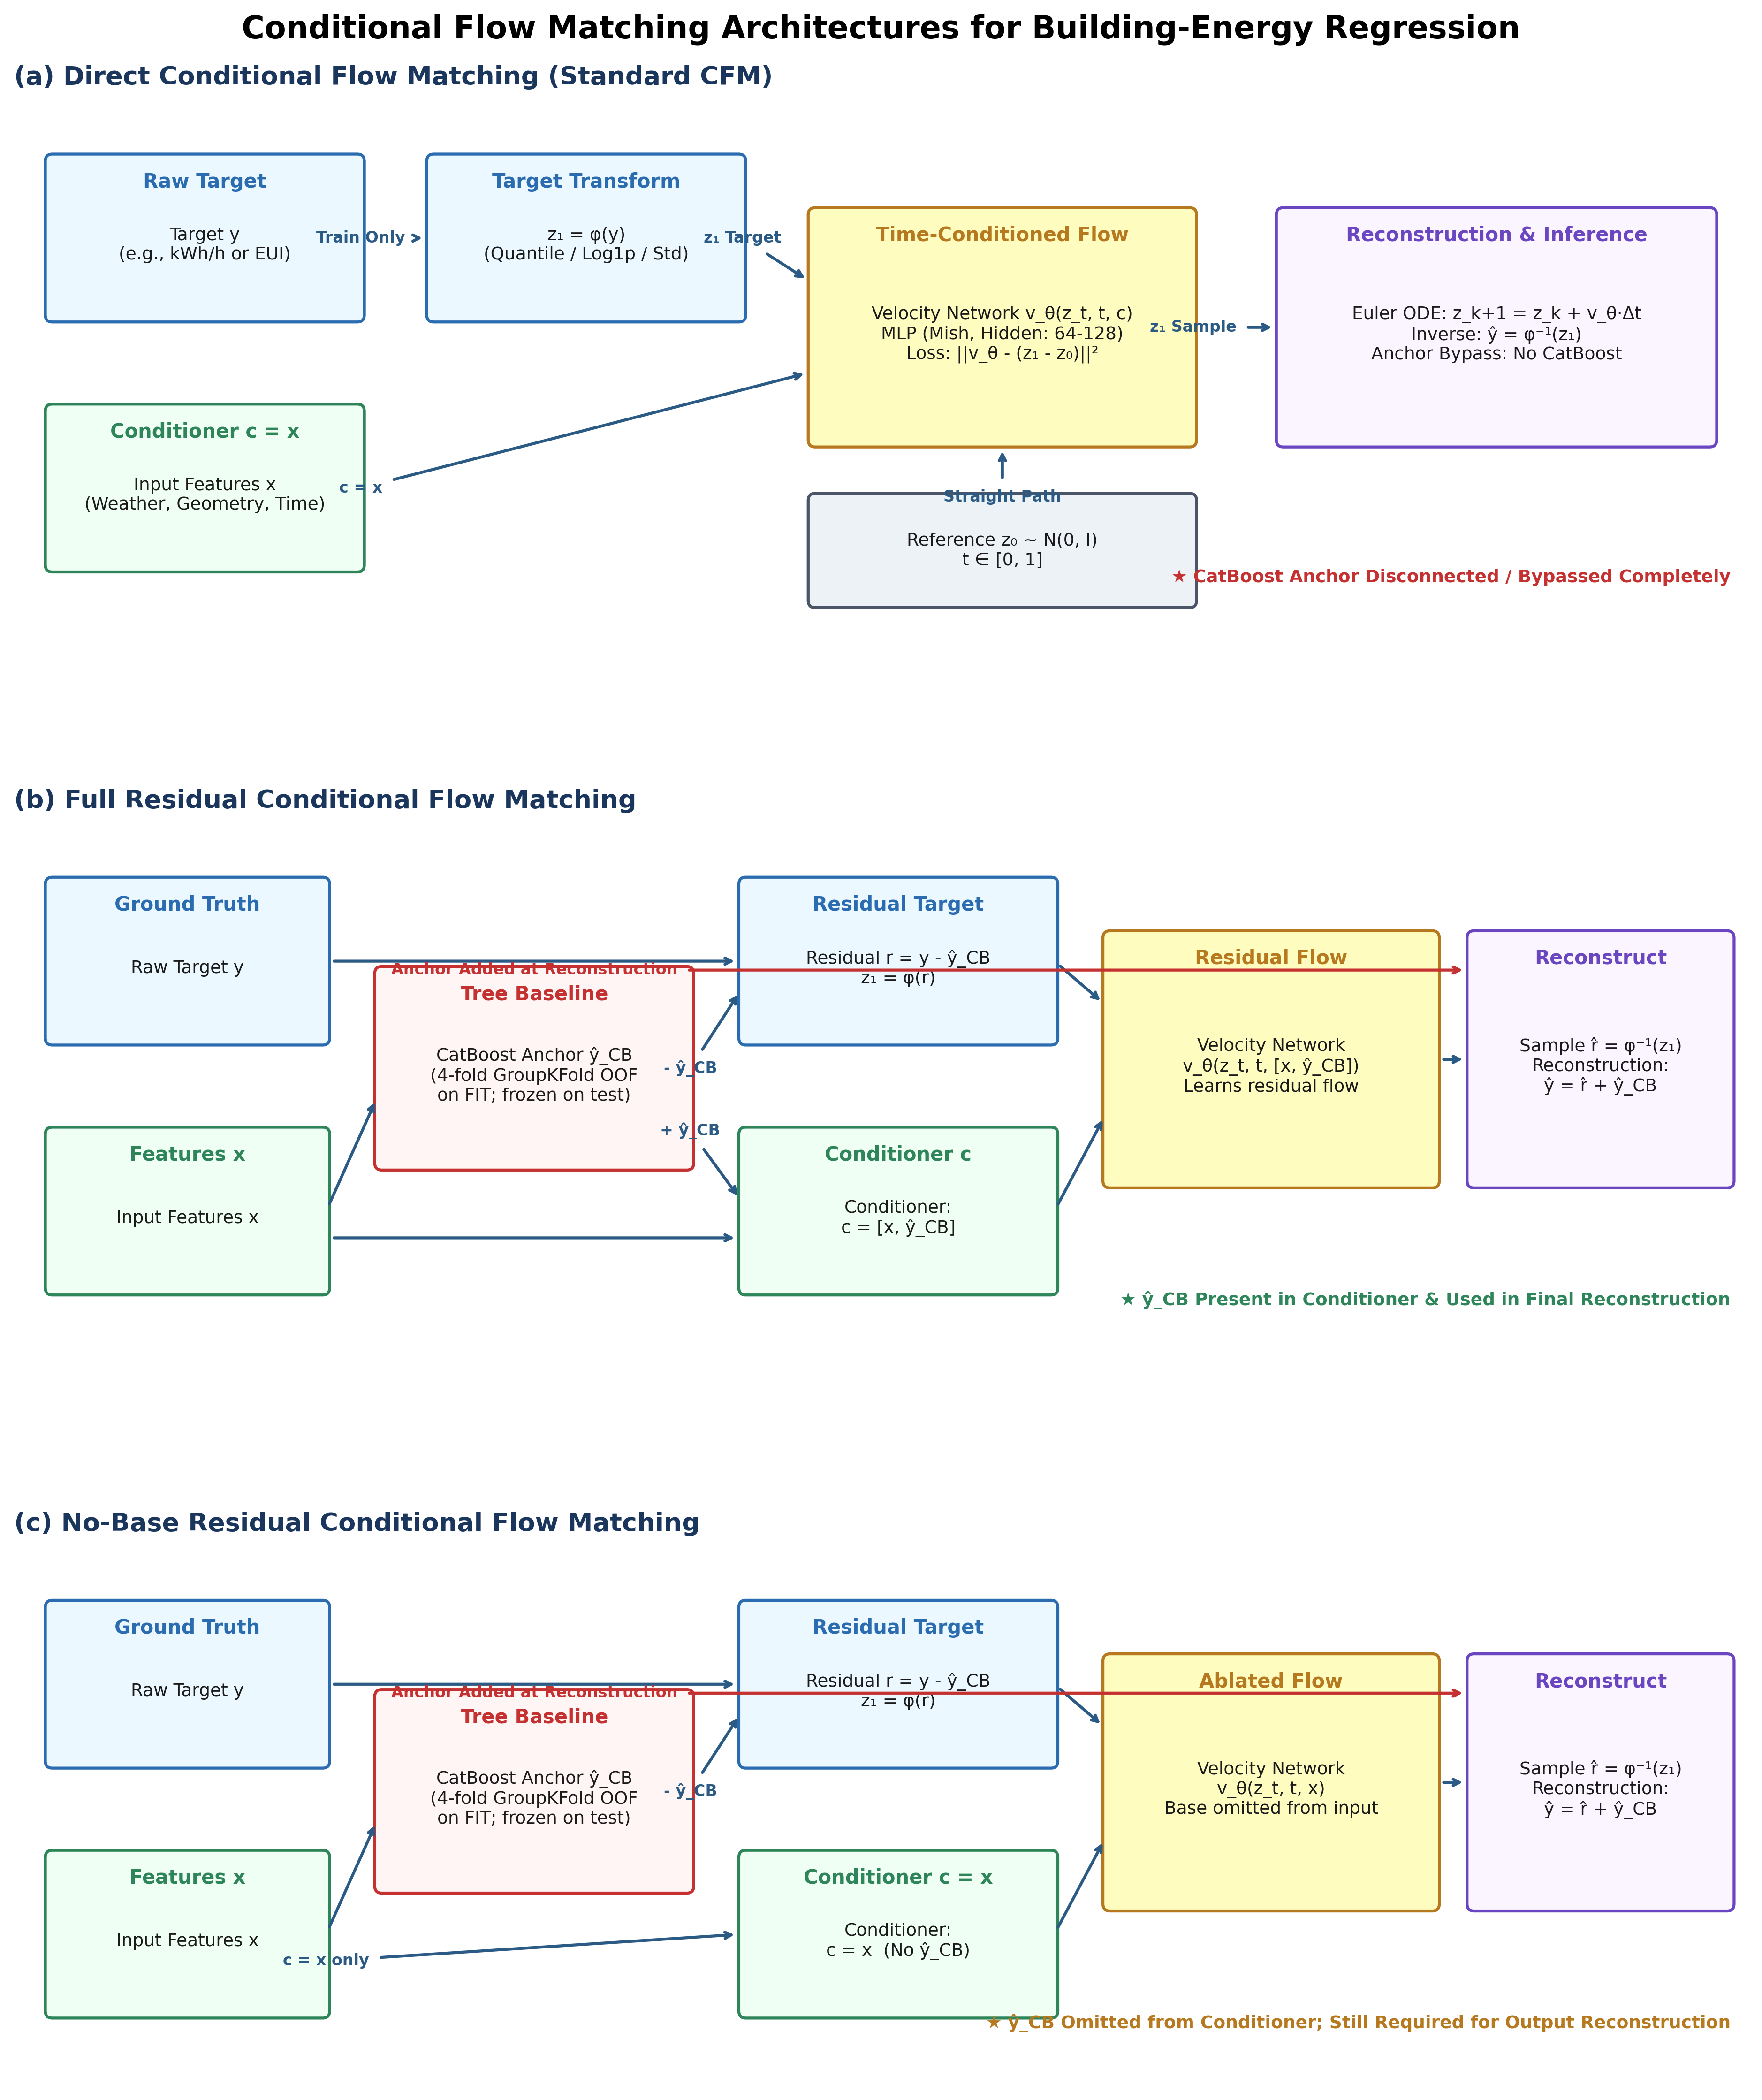 Conditional Flow Matching Architectures for Building-Energy Regression
(a) Direct Conditional Flow Matching (Standard CFM)
Raw Target
Target y
(e.g., kWh/h or EUI)
Train Only
Target Transform
z₁ = φ(y)
(Quantile / Log1p / Std)
z₁ Target
Time-Conditioned Flow
Velocity Network v_θ(z_t, t, c)
MLP (Mish, Hidden: 64-128)
Loss: ||v_θ - (z₁ - z₀)||²
z₁ Sample
Reconstruction & Inference
Euler ODE: z_k+1 = z_k + v_θ·Δt
Inverse: ŷ = φ⁻¹(z₁)
Anchor Bypass: No CatBoost
Conditioner c = x
Input Features x
(Weather, Geometry, Time)
c = x
Straight Path
Reference z₀ ~ N(0, I)
t ∈ [0, 1]
★ CatBoost Anchor Disconnected / Bypassed Completely
(b) Full Residual Conditional Flow Matching
Ground Truth
Raw Target y
Anchor Added at Reconstruction
Tree Baseline
CatBoost Anchor ŷ_CB
(4-fold GroupKFold OOF
on FIT; frozen on test)
- ŷ_CB
+ ŷ_CB
Residual Target
Residual r = y - ŷ_CB
z₁ = φ(r)
Residual Flow
Velocity Network
v_θ(z_t, t, [x, ŷ_CB])
Learns residual flow
Reconstruct
Sample r̂ = φ⁻¹(z₁)
Reconstruction:
ŷ = r̂ + ŷ_CB
Features x
Input Features x
Conditioner c
Conditioner:
c = [x, ŷ_CB]
★ ŷ_CB Present in Conditioner & Used in Final Reconstruction
(c) No-Base Residual Conditional Flow Matching
Ground Truth
Raw Target y
Anchor Added at Reconstruction
Tree Baseline
CatBoost Anchor ŷ_CB
(4-fold GroupKFold OOF
on FIT; frozen on test)
- ŷ_CB
Residual Target
Residual r = y - ŷ_CB
z₁ = φ(r)
Ablated Flow
Velocity Network
v_θ(z_t, t, x)
Base omitted from input
Reconstruct
Sample r̂ = φ⁻¹(z₁)
Reconstruction:
ŷ = r̂ + ŷ_CB
Features x
Input Features x
c = x only
Conditioner c = x
Conditioner:
c = x  (No ŷ_CB)
★ ŷ_CB Omitted from Conditioner; Still Required for Output Reconstruction